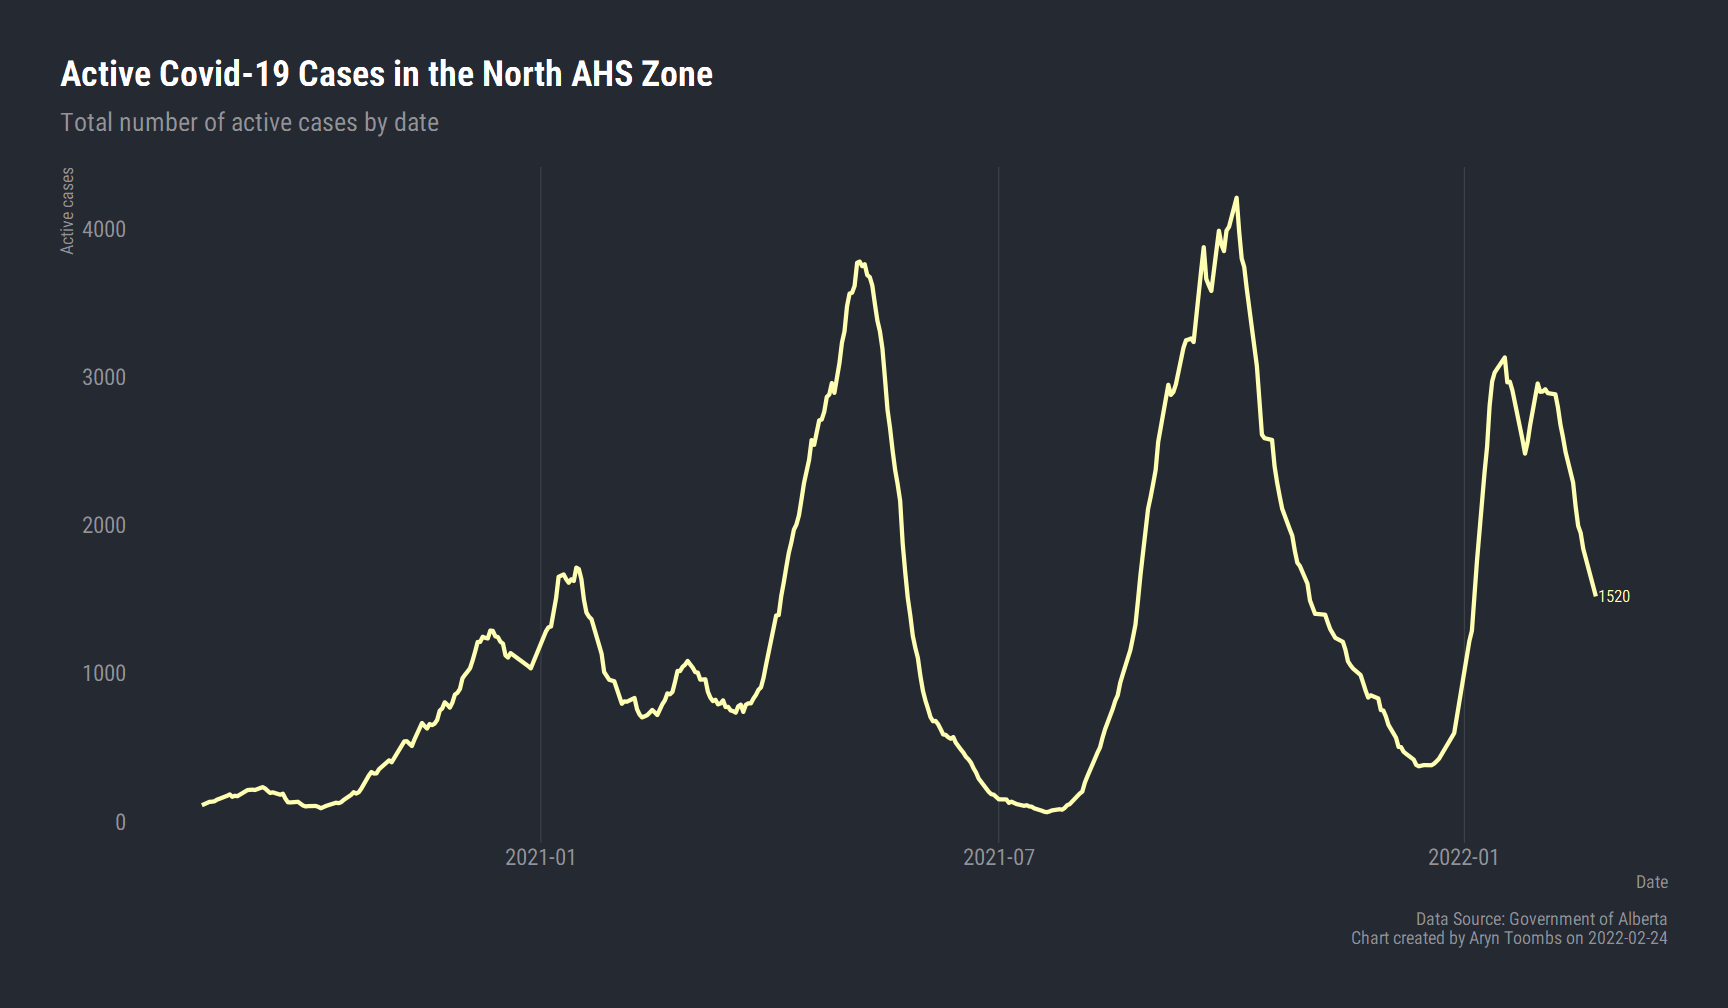 Active Covid-19 Cases in the North AHS Zone
Total number of active cases by date
Active cases
4000
3000
2000
1000
0
1520
2021-01
2021-07
2022-01
Date
Data Source: Government of Alberta
Chart created by Aryn Toombs on 2022-02-24